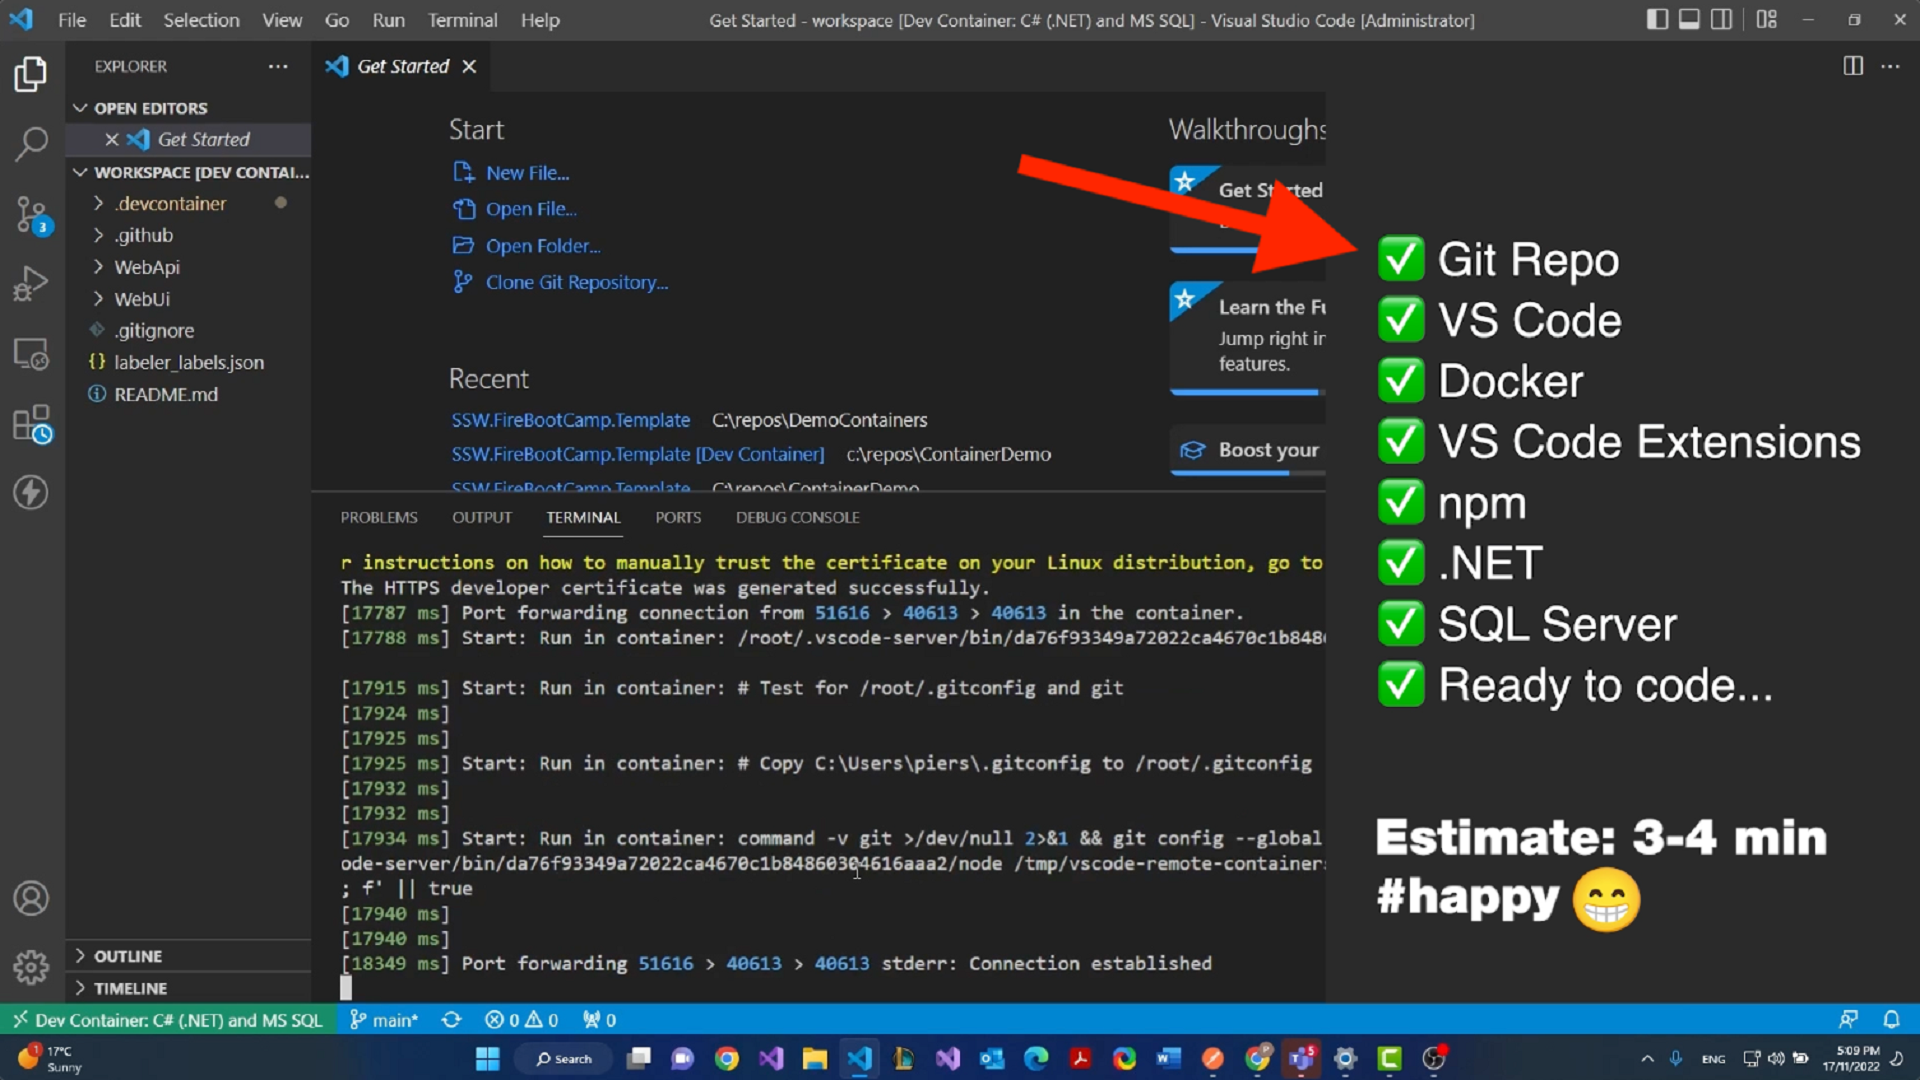 File Edit Selection View Go Run Terminal Help
Get Started - workspace [Dev Container: C# (.NET) and MS SQL] - Visual Studio Code [Administrator]
EXPLORER
OPEN EDITORS
Get Started
WORKSPACE [DEV CONTAI...
.devcontainer
.github
WebApi
WebUi
.gitignore
{} labeler_labels.json
README.md
OUTLINE
TIMELINE
3
Get Started
Start
New File...
Open File...
Open Folder...
Clone Git Repository...
Recent
SSW.FireBootCamp.Template C:\repos\DemoContainers
SSW.FireBootCamp.Template [Dev Container] c:\repos\ContainerDemo
SSW.FireBootCamp.Template C:\repos\ContainerDemo
Walkthroughs
Get Started
Learn the Fu
Jump right in
features.
Boost your
PROBLEMS OUTPUT TERMINAL PORTS DEBUG CONSOLE
r instructions on how to manually trust the certificate on your Linux distribution, go to
The HTTPS developer certificate was generated successfully.
[17787 ms] Port forwarding connection from 51616 > 40613 > 40613 in the container.
[17788 ms] Start: Run in container: /root/.vscode-server/bin/da76f93349a72022ca4670c1b8486
[17915 ms] Start: Run in container: # Test for /root/.gitconfig and git
[17924 ms]
[17925 ms]
[17925 ms] Start: Run in container: # Copy C:\Users\piers\.gitconfig to /root/.gitconfig
[17932 ms]
[17932 ms]
[17934 ms] Start: Run in container: command -v git >/dev/null 2>&1 && git config --global
ode-server/bin/da76f93349a72022ca4670c1b84860304616aaa2/node /tmp/vscode-remote-containers
; f' || true
[17940 ms]
[17940 ms]
[18349 ms] Port forwarding 51616 > 40613 > 40613 stderr: Connection established
✅ Git Repo
✅ VS Code
✅ Docker
✅ VS Code Extensions
✅ npm
✅ .NET
✅ SQL Server
✅ Ready to code...
Estimate: 3-4 min
#happy 😁
Dev Container: C# (.NET) and MS SQL main* 0 0 0
1 17°C
Sunny
Search
5
ENG
5:09 PM
17/11/2022